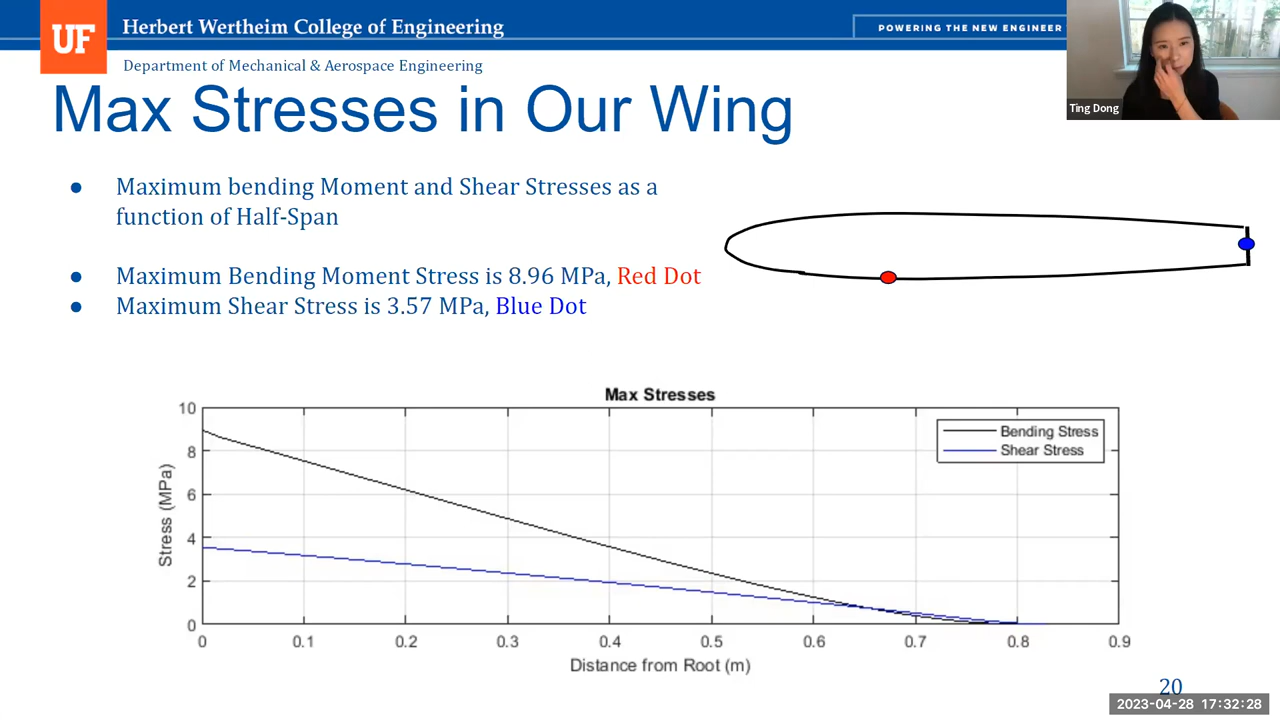 UF
Herbert Wertheim College of Engineering
POWERING THE NEW ENGINEER
Department of Mechanical & Aerospace Engineering
Ting Dong
Max Stresses in Our Wing
● Maximum bending Moment and Shear Stresses as a
function of Half-Span
● Maximum Bending Moment Stress is 8.96 MPa, Red Dot
● Maximum Shear Stress is 3.57 MPa, Blue Dot
Max Stresses
10
8
6
4
2
0
Stress (MPa)
Bending Stress
Shear Stress
0 0.1 0.2 0.3 0.4 0.5 0.6 0.7 0.8 0.9
Distance from Root (m)
20
2023-04-28 17:32:28